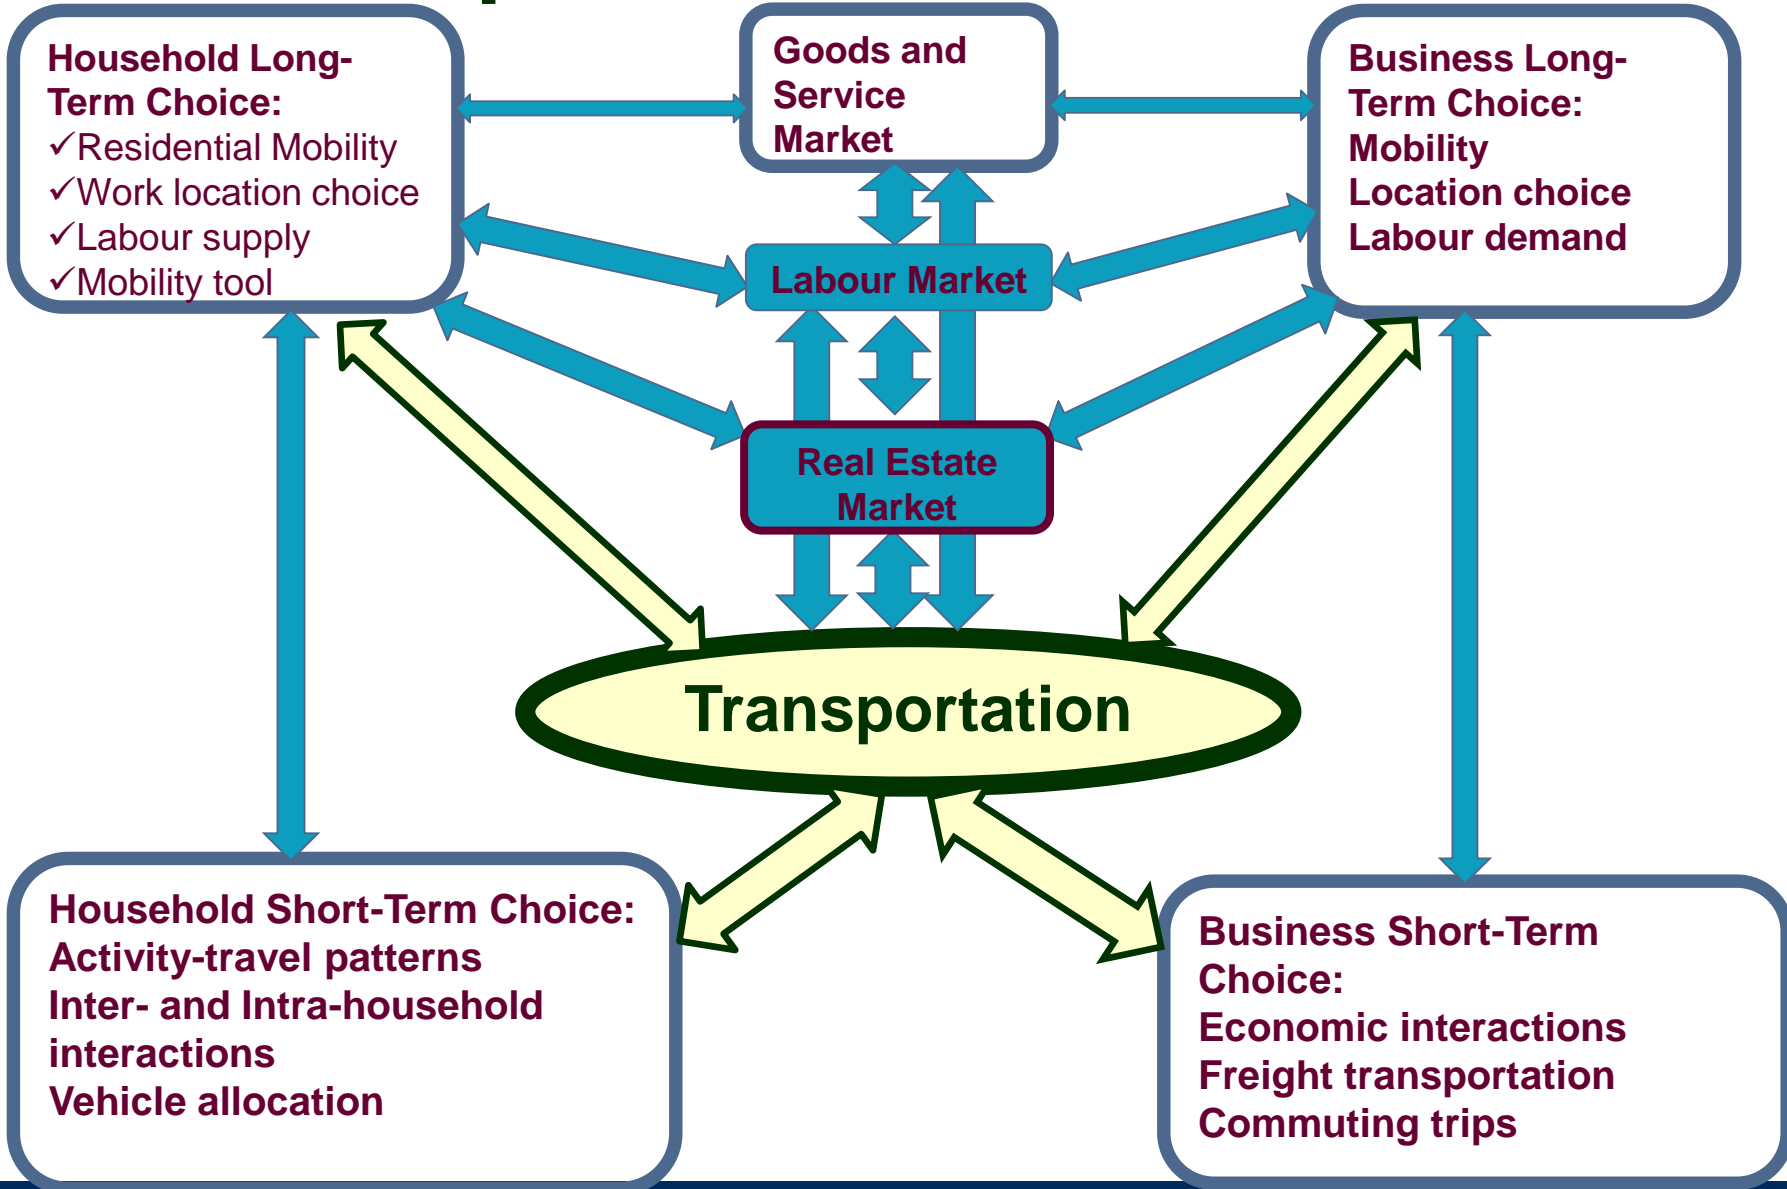 Household Long-
Term Choice:
✓Residential Mobility
✓Work location choice
✓Labour supply
✓Mobility tool
Goods and
Service
Market
Business Long-
Term Choice:
Mobility
Location choice
Labour demand
Labour Market
Real Estate
Market
Transportation
Household Short-Term Choice:
Activity-travel patterns
Inter- and Intra-household
interactions
Vehicle allocation
Business Short-Term
Choice:
Economic interactions
Freight transportation
Commuting trips